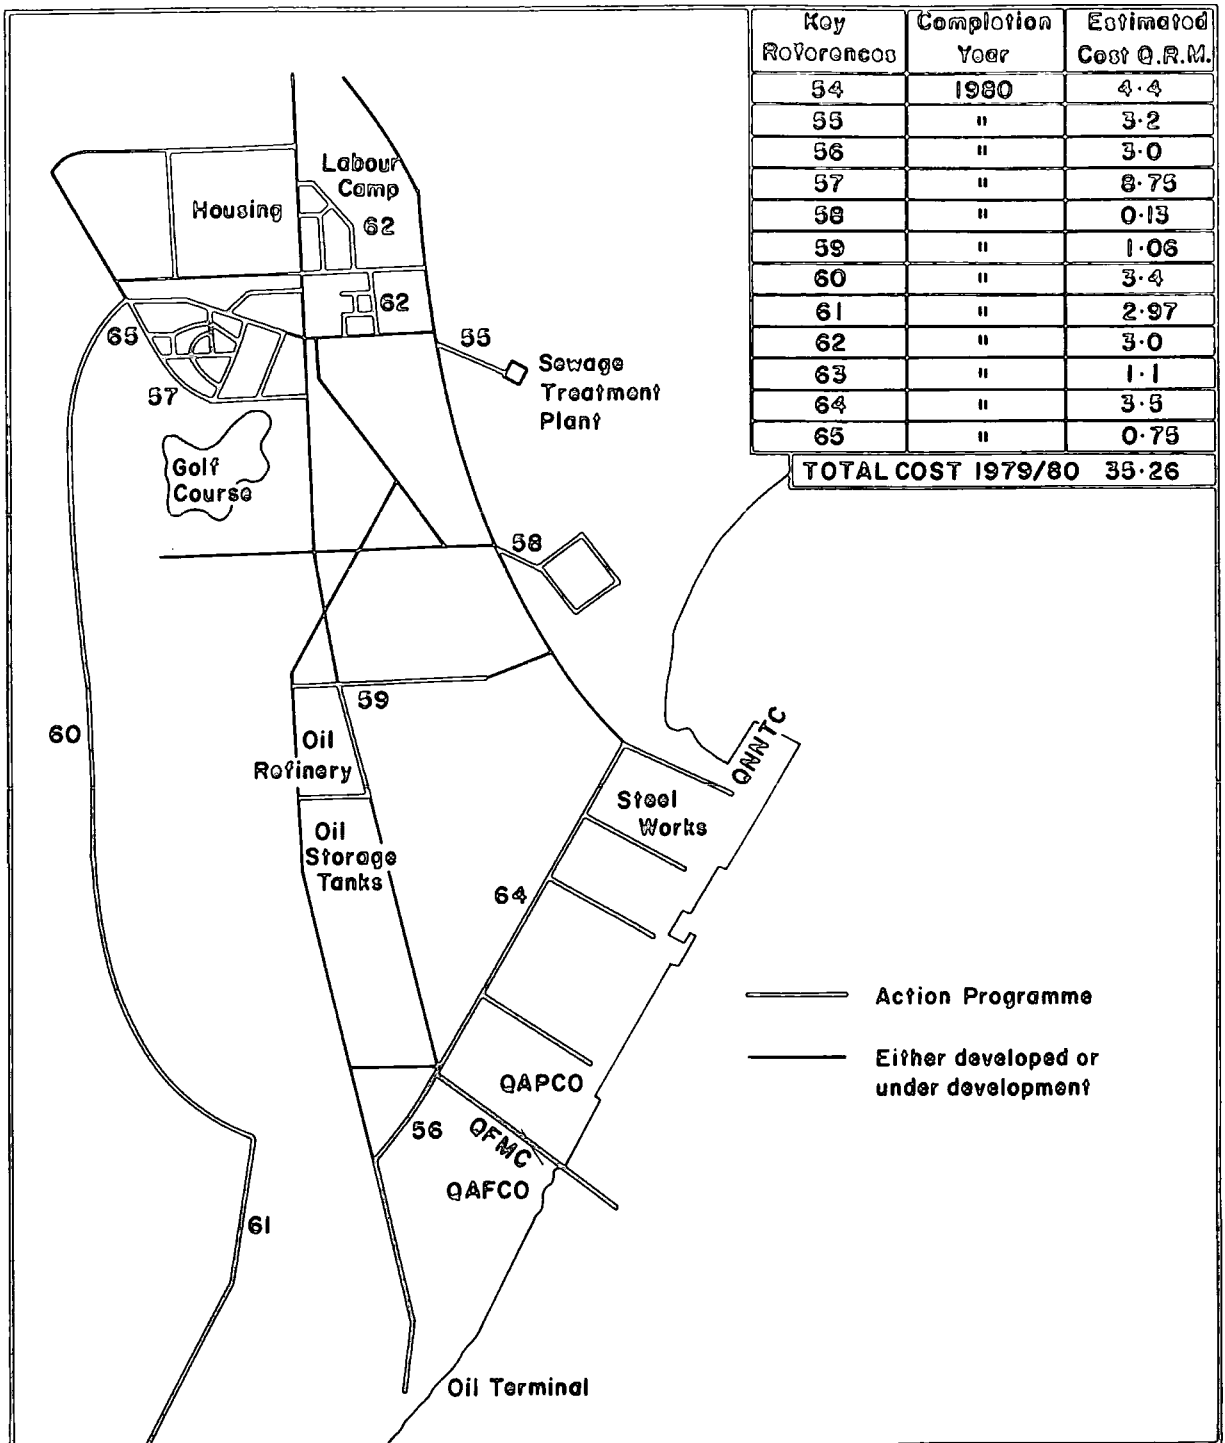 Key References Completion Year Estimated Cost Q.R.M.
54 1980 4.4
55 " 3.2
56 " 3.0
57 " 8.75
58 " 0.13
59 " 1.06
60 " 3.4
61 " 2.97
62 " 3.0
63 " 1.1
64 " 3.5
65 " 0.75
TOTAL COST 1979/80 35.26
Labour
Camp
Housing
62
62
65
57
55
Sewage
Treatment
Plant
Golf
Course
58
59
60
Oil
Refinery
QNNTC
Steel
Works
Oil
Storage
Tanks
64
Action Programme
Either developed or
under development
QAPCO
56
QFMC
QAFCO
61
Oil Terminal